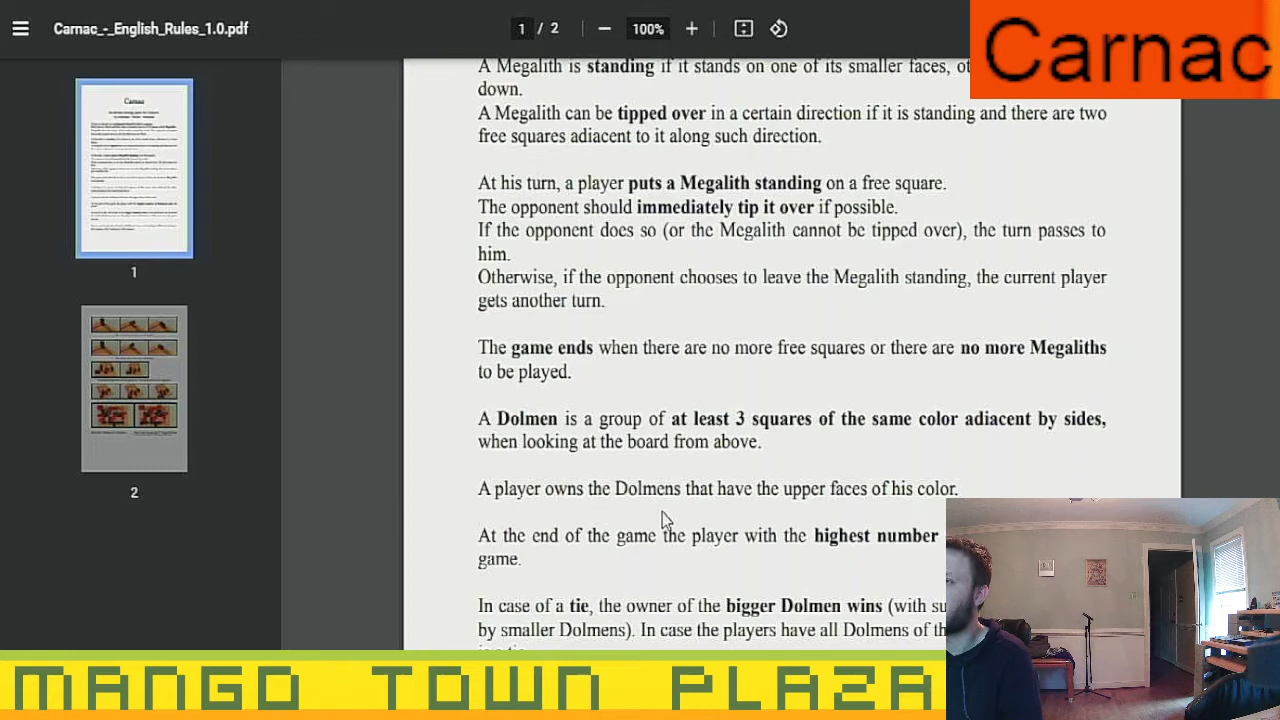 Carnac_-_English_Rules_1.0.pdf
1 / 2
100%
Carnac
A Megalith is standing if it stands on one of its smaller faces,
down.
A Megalith can be tipped over in a certain direction if it is standing and there are two
free squares adiacent to it along such direction.
At his turn, a player puts a Megalith standing on a free square.
The opponent should immediately tip it over if possible.
If the opponent does so (or the Megalith cannot be tipped over), the turn passes to
him.
Otherwise, if the opponent chooses to leave the Megalith standing, the current player
gets another turn.
The game ends when there are no more free squares or there are no more Megaliths
to be played.
A Dolmen is a group of at least 3 squares of the same color adiacent by sides,
when looking at the board from above.
A player owns the Dolmens that have the upper faces of his color.
At the end of the game the player with the highest number
game.
In case of a tie, the owner of the bigger Dolmen wins (with
by smaller Dolmens). In case the players have all Dolmens of
1
2
MANGO TOWN PLAZA